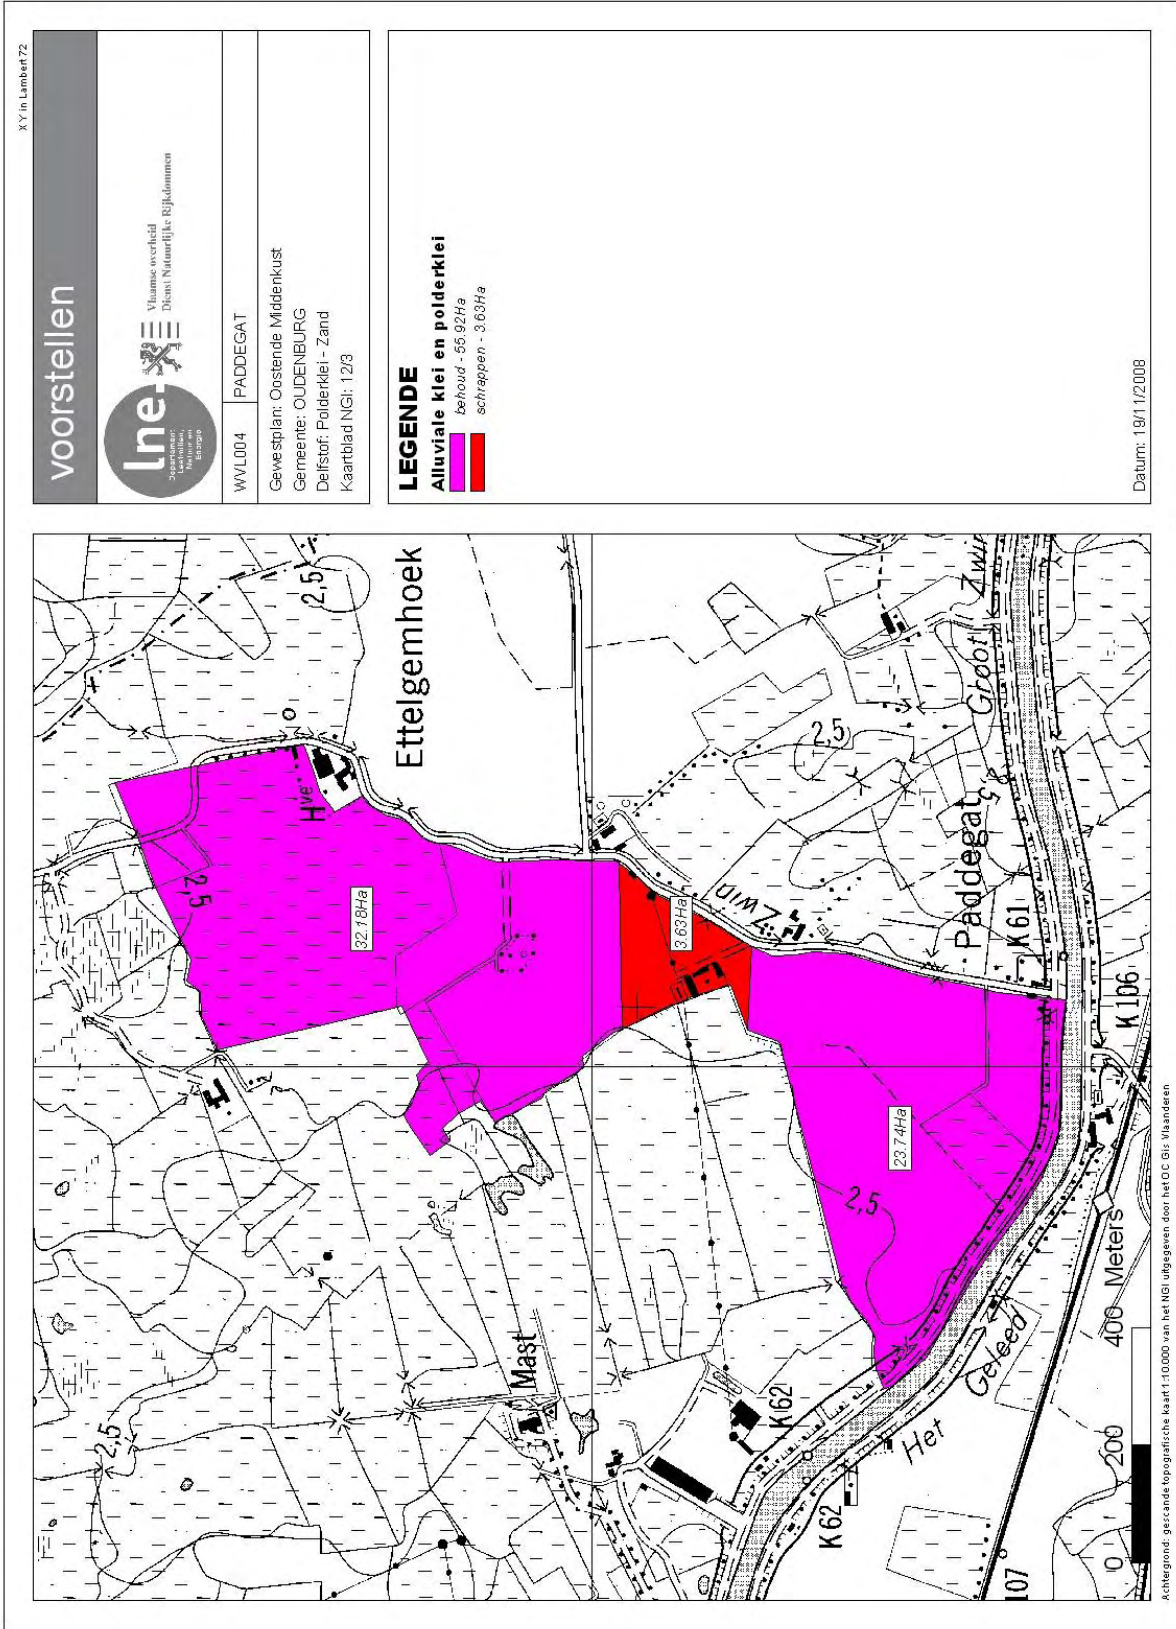 X Y in Lambert 72
voorstellen
lne
Departement
Leefmilieu,
Natuur en
Energie
Vlaamse overheid
Dienst Natuurlijke Rijkdommen
WVL004 PADDEGAT
Gewestplan: Oostende Middenkust
Gemeente: OUDENBURG
Delfstof: Polderklei - Zand
Kaartblad NGI: 12/3
LEGENDE
Alluviale klei en polderklei
behoud - 55.92Ha
schrappen - 3.63Ha
Datum: 19/11/2008
Ettelgemhoek
2,5
Hve
2,5
32.18Ha
3.63Ha
Zwin
2,5
Groot Zwin
3,5
Paddegat
K 61
K 106
23.74Ha
2,5
2,5
Mast
K 62
K 62
Het Geleed
107
0 200 400 Meters
Achtergrond: gescande topografische kaart 1:10.000 van het NGI uitgegeven door het O.C. Gis Vlaanderen